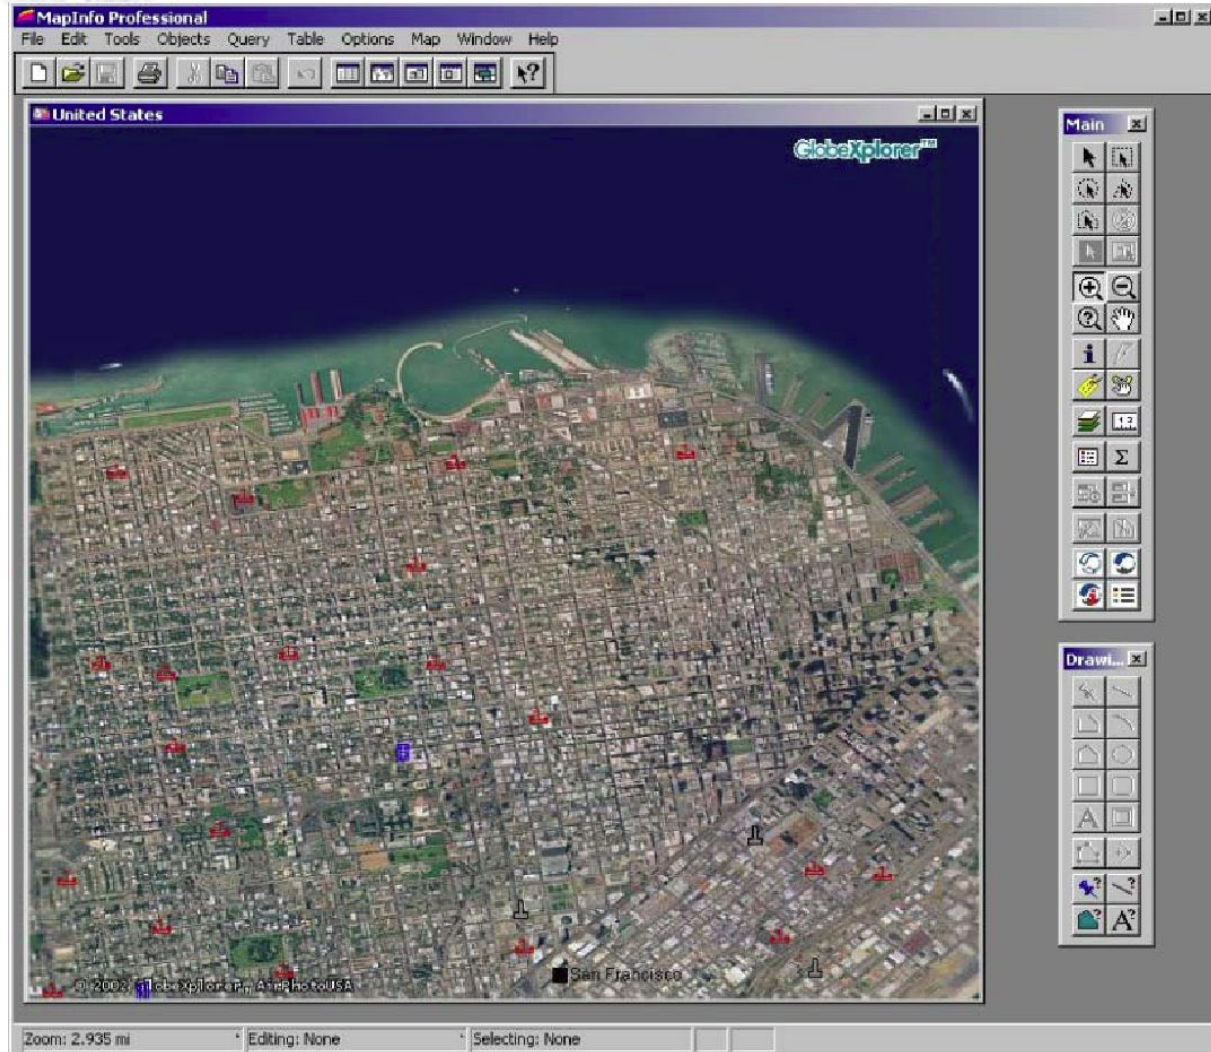 MapInfo Professional
File Edit Tools Objects Query Table Options Map Window Help
United States
GlobeXplorer™
Main
Drawi...
San Francisco
© 2002 GlobeXplorer, AirPhotoUSA
Zoom: 2.935 mi Editing: None Selecting: None